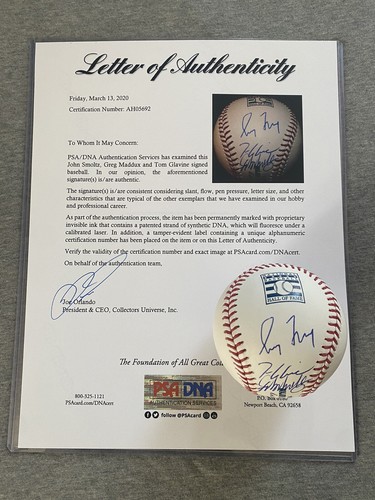 Letter of Authenticity
Friday, March 13, 2020
Certification Number: AH05692
To Whom It May Concern:
PSA/DNA Authentication Services has examined this
John Smoltz, Greg Maddux and Tom Glavine signed
baseball. In our opinion, the aforementioned
signature(s) is/are authentic.
The signature(s) is/are consistent considering slant, flow, pen pressure, letter size, and other
characteristics that are typical of the other exemplars that we have examined in our hobby
and professional career.
As part of the authentication process, the item has been permanently marked with proprietary
invisible ink that contains a patented strand of synthetic DNA, which will fluoresce under
a calibrated laser. In addition, a tamper-evident label containing a unique alphanumeric
certification number has been placed on the item or on this Letter of Authenticity.
Verify the validity of the certification number and exact image at PSAcard.com/DNAcert.
On behalf of the authentication team,
Joe Orlando
President & CEO, Collectors Universe, Inc.
HALL OF FAME
The Foundation of All Great Col
800-325-1121
PSAcard.com/DNAcert
PSA DNA
AUTHENTICATION SERVICES
follow @PSAcard
P.O. Box
Newport Beach, CA 92658